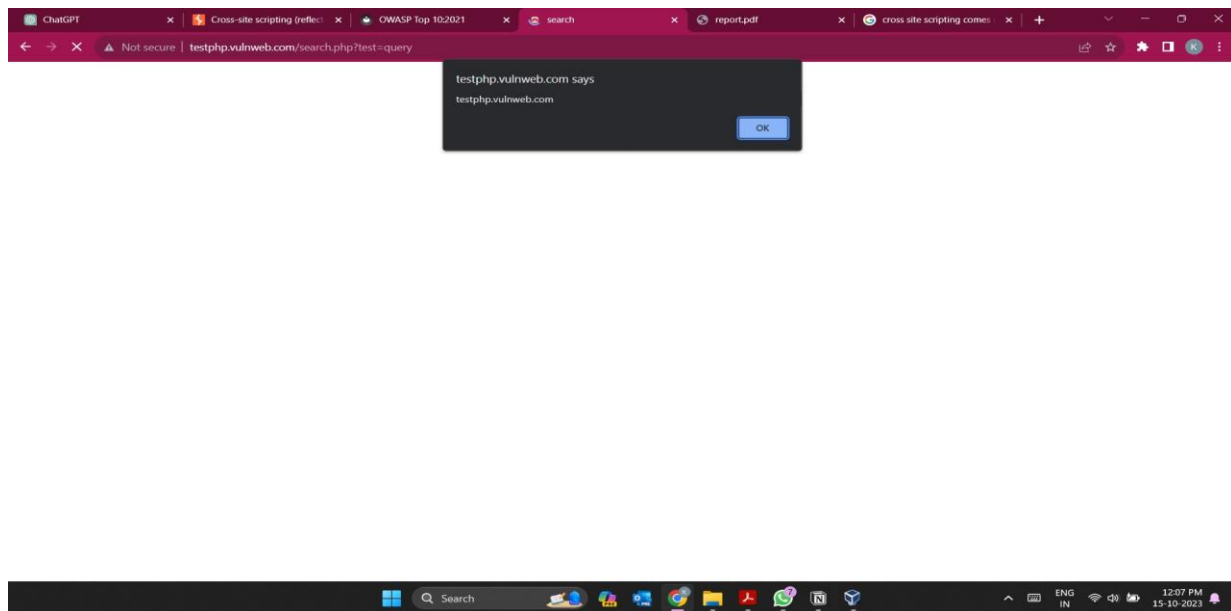 ChatGPT
Cross-site scripting (reflect
OWASP Top 10:2021
search
report.pdf
cross site scripting comes
Not secure | testphp.vulnweb.com/search.php?test=query
K
testphp.vulnweb.com says
testphp.vulnweb.com
OK
Search
ENG
IN
12:07 PM
15-10-2023